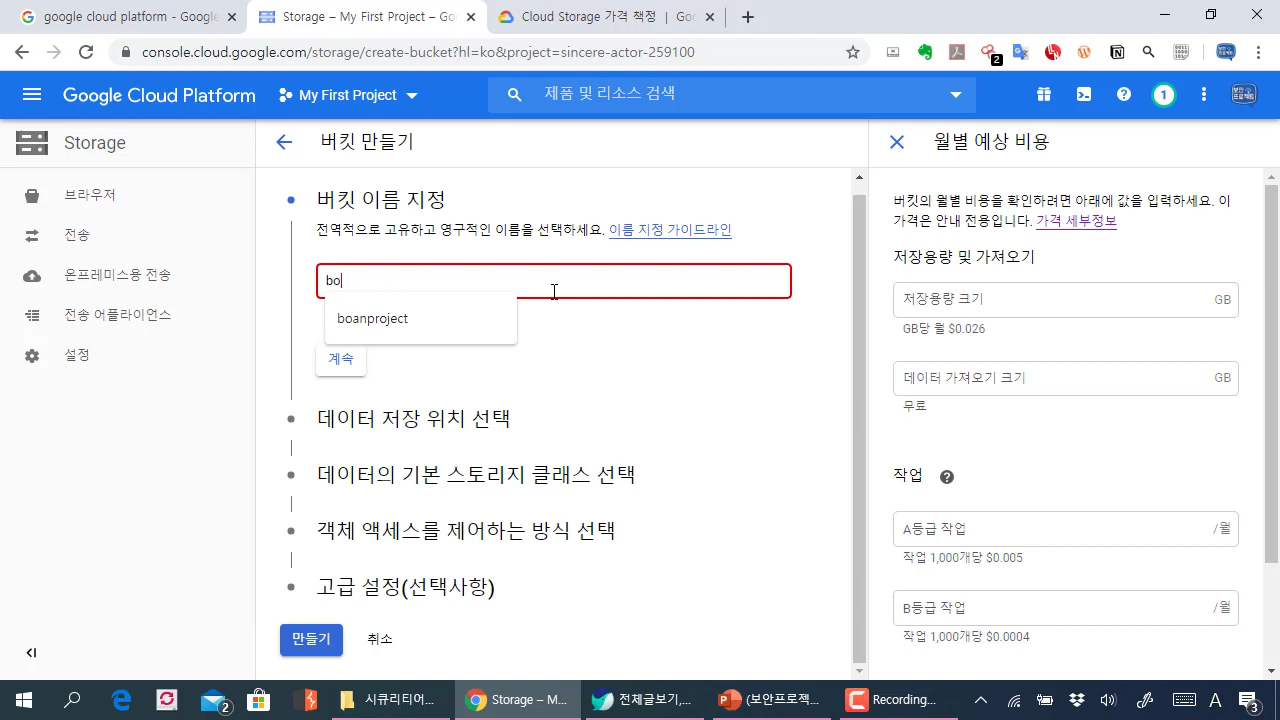 google cloud platform - Google
Storage – My First Project – Goo
Cloud Storage 가격 책정 | Goo
console.cloud.google.com/storage/create-bucket?hl=ko&project=sincere-actor-259100
2
Google Cloud Platform
My First Project
제품 및 리소스 검색
1
Storage
브라우저
전송
온프레미스용 전송
전송 어플라이언스
설정
버킷 만들기
버킷 이름 지정
전역적으로 고유하고 영구적인 이름을 선택하세요. 이름 지정 가이드라인
bo
boanproject
계속
데이터 저장 위치 선택
데이터의 기본 스토리지 클래스 선택
객체 액세스를 제어하는 방식 선택
고급 설정(선택사항)
만들기
취소
월별 예상 비용
버킷의 월별 비용을 확인하려면 아래에 값을 입력하세요. 이
가격은 안내 전용입니다. 가격 세부정보
저장용량 및 가져오기
저장용량 크기 GB
GB당 월 $0.026
데이터 가져오기 크기 GB
무료
작업
A등급 작업 /월
작업 1,000개당 $0.005
B등급 작업 /월
작업 1,000개당 $0.0004
2
시큐리티어...
Storage – M...
전체글보기,...
(보안프로젝...
Recording...
A
3